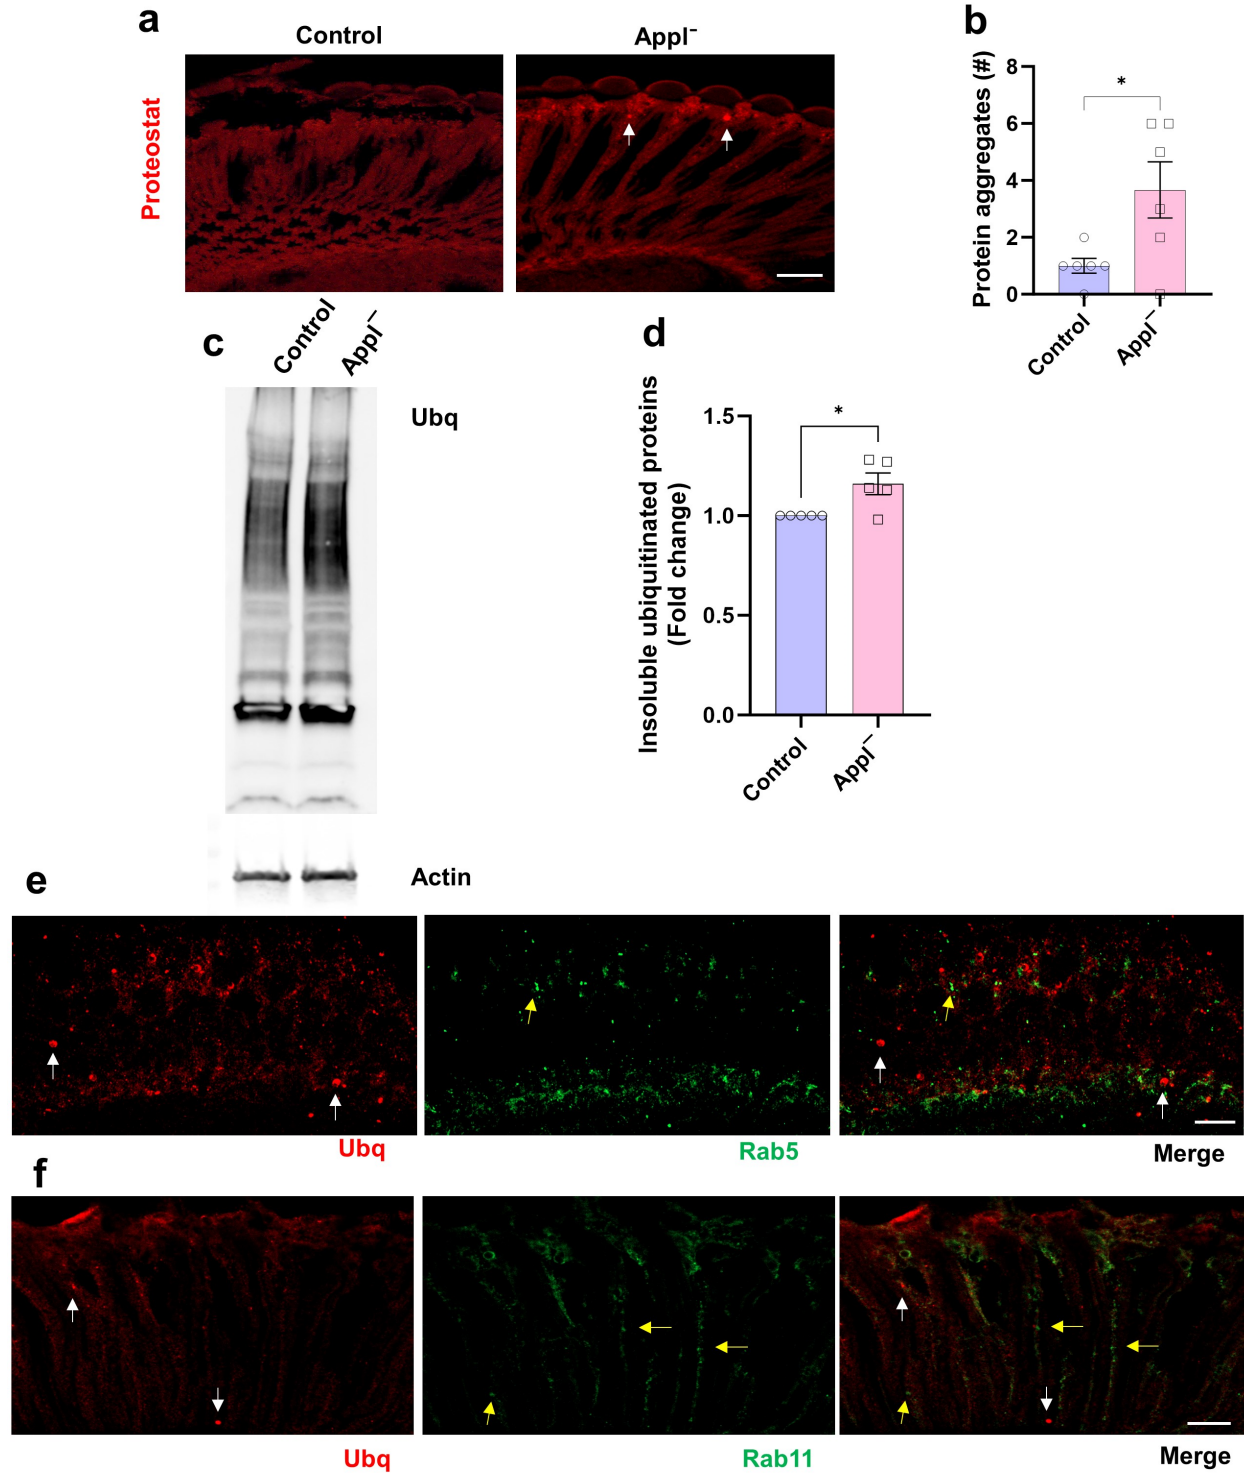 a
Control
Appl⁻
Proteostat
b
Protein aggregates (#)
8
6
4
2
0
*
Control
Appl⁻
c
Control
Appl⁻
Ubq
Actin
d
Insoluble ubiquitinated proteins
(Fold change)
1.5
1.0
0.5
0.0
*
Control
Appl⁻
e
Ubq
Rab5
Merge
f
Ubq
Rab11
Merge